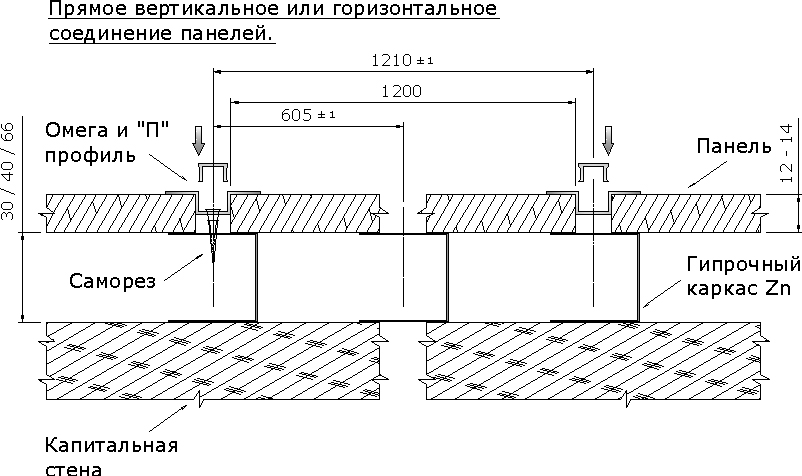 Прямое вертикальное или горизонтальное
соединение панелей.
1210 ±1
1200
605 ±1
Омега и "П"
профиль
Панель
12 - 14
30 / 40 / 66
Саморез
Гипрочный
каркас Zn
Капитальная
стена